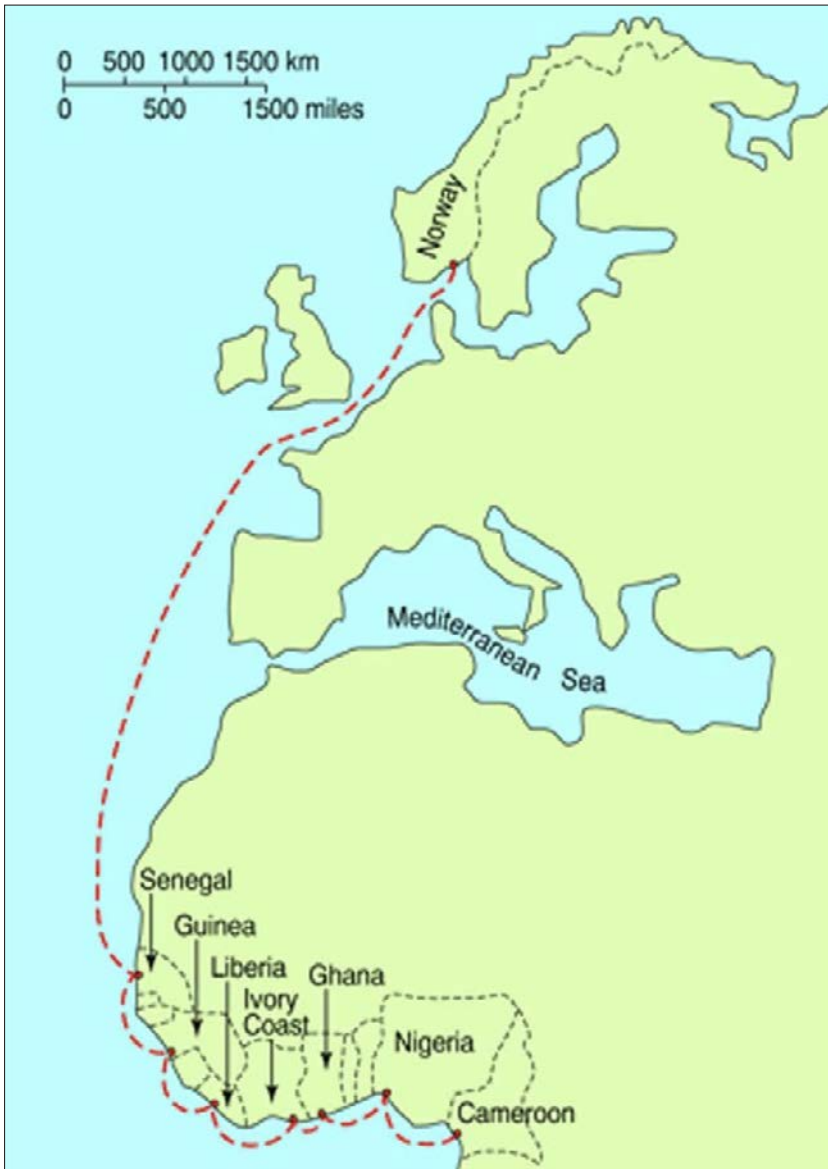 0 500 1000 1500 km
0 500 1500 miles
Norway
Mediterranean Sea
Senegal
Guinea
Liberia
Ivory
Coast
Ghana
Nigeria
Cameroon